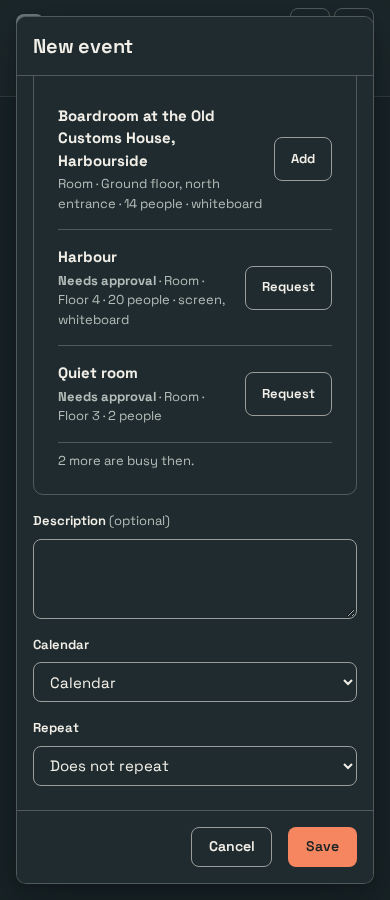 New event
Boardroom at the Old
Customs House,
Harbourside
Room · Ground floor, north
entrance · 14 people · whiteboard
Add
Harbour
Needs approval · Room ·
Floor 4 · 20 people · screen,
whiteboard
Request
Quiet room
Needs approval · Room ·
Floor 3 · 2 people
Request
2 more are busy then.
Description (optional)
Calendar
Calendar
Repeat
Does not repeat
Cancel
Save